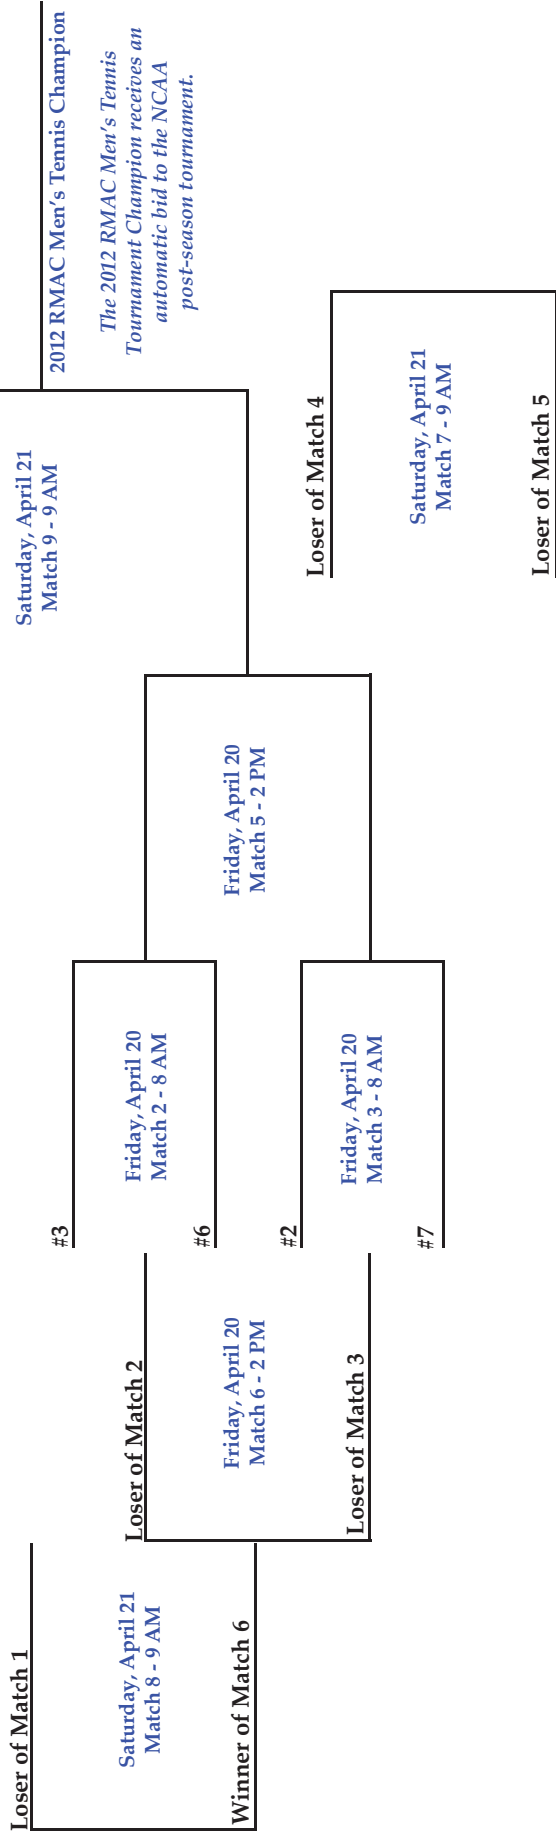 Loser of Match 1
Saturday, April 21
Match 8 - 9 AM
Winner of Match 6
Loser of Match 2
Friday, April 20
Match 6 - 2 PM
Loser of Match 3
#3
Friday, April 20
Match 2 - 8 AM
#6
#2
Friday, April 20
Match 3 - 8 AM
#7
Friday, April 20
Match 5 - 2 PM
Saturday, April 21
Match 9 - 9 AM
2012 RMAC Men's Tennis Champion
The 2012 RMAC Men's Tennis
Tournament Champion receives an
automatic bid to the NCAA
post-season tournament.
Loser of Match 4
Saturday, April 21
Match 7 - 9 AM
Loser of Match 5